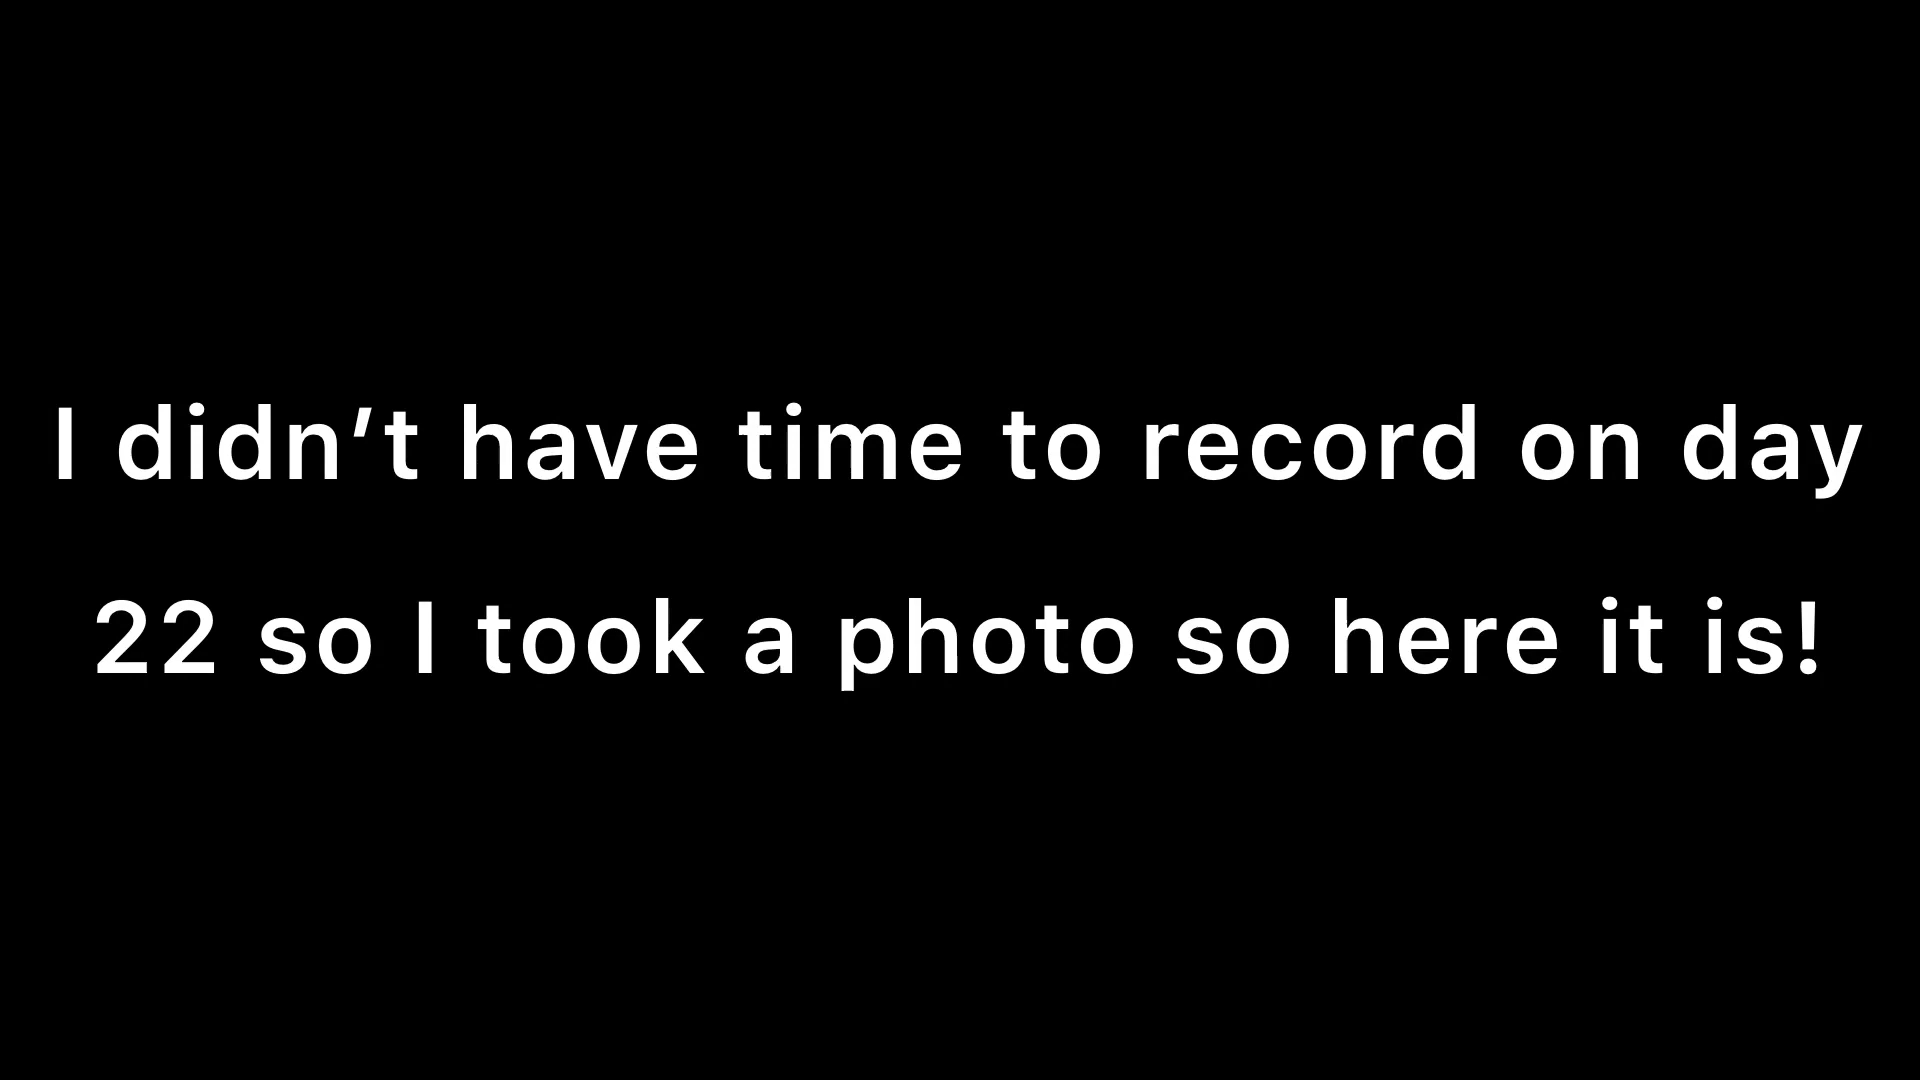 I didn’t have time to record on day
22 so I took a photo so here it is!